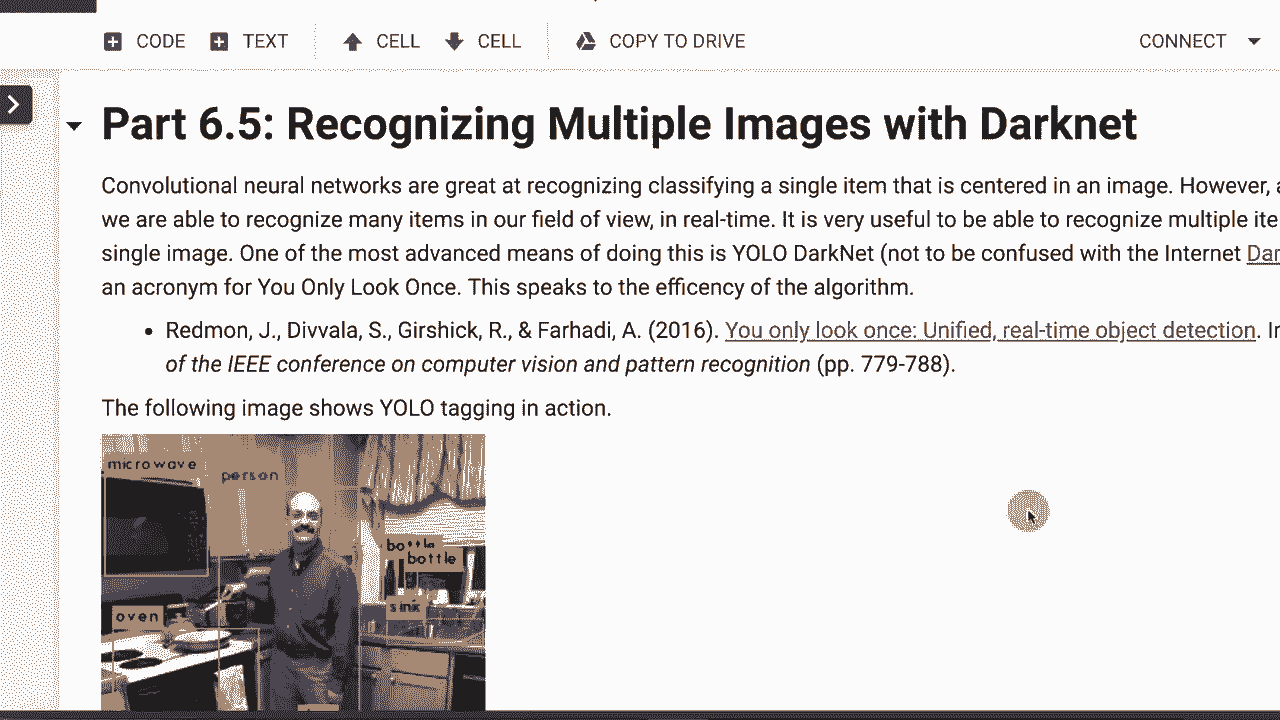 CODE TEXT CELL CELL COPY TO DRIVE CONNECT
Part 6.5: Recognizing Multiple Images with Darknet
Convolutional neural networks are great at recognizing classifying a single item that is centered in an image. However, a
we are able to recognize many items in our field of view, in real-time. It is very useful to be able to recognize multiple ite
single image. One of the most advanced means of doing this is YOLO DarkNet (not to be confused with the Internet Dar
an acronym for You Only Look Once. This speaks to the efficency of the algorithm.
• Redmon, J., Divvala, S., Girshick, R., & Farhadi, A. (2016). You only look once: Unified, real-time object detection. In
of the IEEE conference on computer vision and pattern recognition (pp. 779-788).
The following image shows YOLO tagging in action.
microwave
person
bottle
bottle
sink
oven